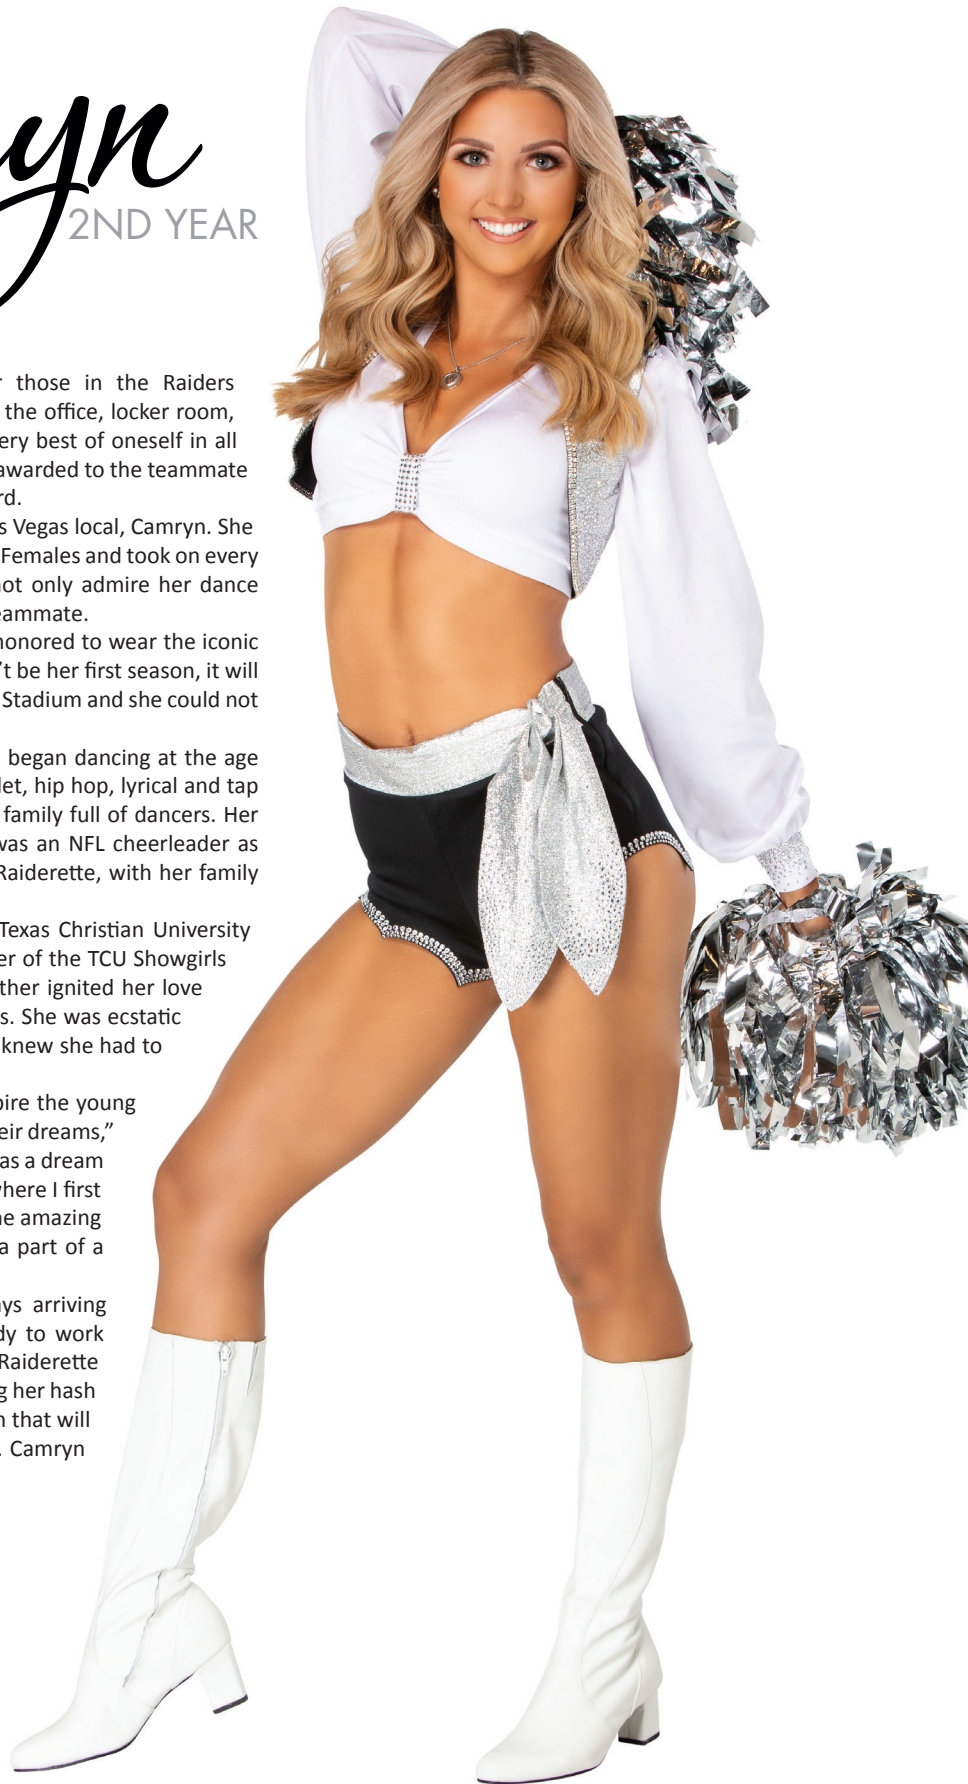 yn
2ND YEAR
those in the Raiders
the office, locker room,
ery best of oneself in all
awarded to the teammate
rd.
s Vegas local, Camryn. She
Females and took on every
not only admire her dance
eammate.
honored to wear the iconic
't be her first season, it will
Stadium and she could not
began dancing at the age
let, hip hop, lyrical and tap
family full of dancers. Her
was an NFL cheerleader as
Raiderette, with her family
Texas Christian University
er of the TCU Showgirls
ther ignited her love
s. She was ecstatic
knew she had to
pire the young
eir dreams,”
as a dream
where I first
ne amazing
a part of a
ys arriving
dy to work
Raiderette
g her hash
n that will
. Camryn